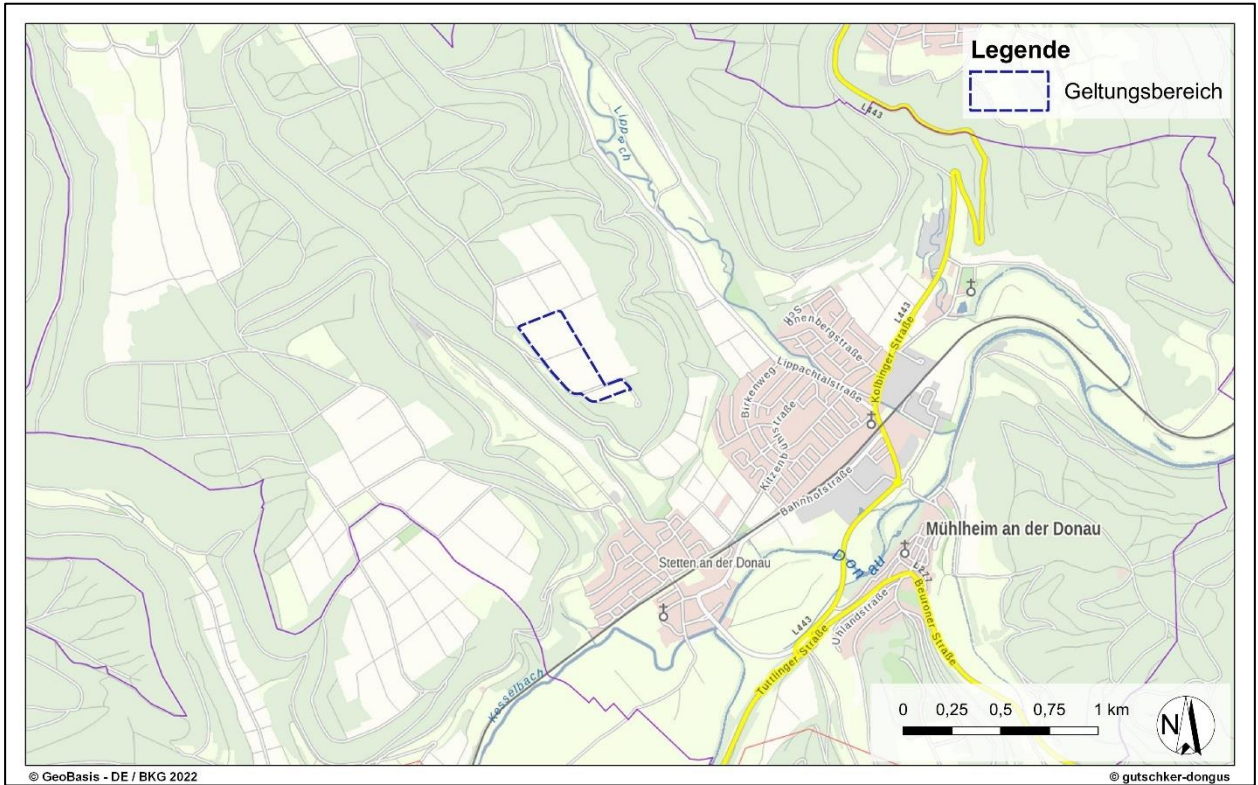 Legende
Geltungsbereich
L443
Lippach
Schönenbergstraße
L443
Kolbinger Straße
Lippachtalstraße
Birkenweg
Bahnhofstraße
Mühlheim an der Donau
Donau
Stetten an der Donau
L277
Uhlandstraße
Beuroner Straße
L443
Tuttlinger Straße
Kesselbach
0 0,25 0,5 0,75 1 km
N
© GeoBasis - DE / BKG 2022
© gutschker-dongus